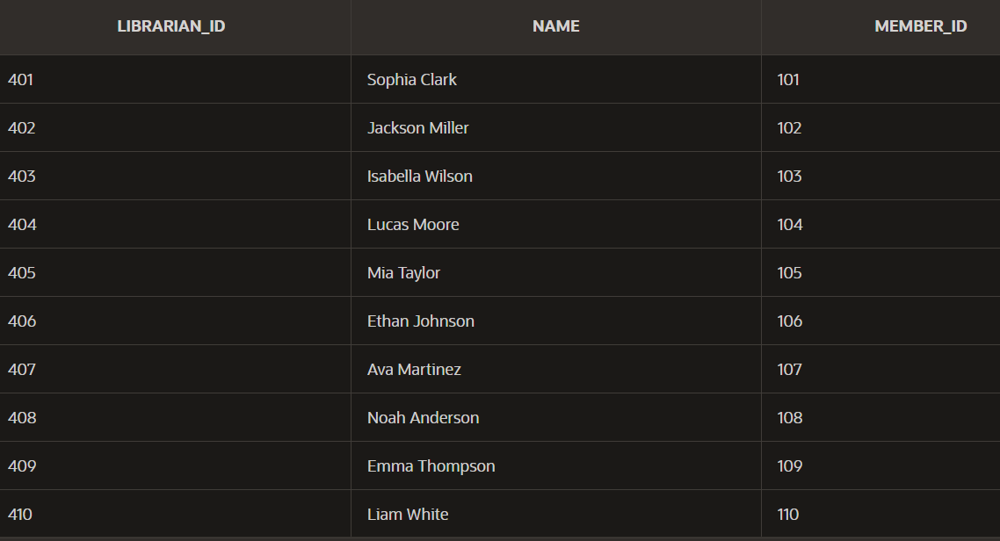 LIBRARIAN_ID NAME MEMBER_ID
401 Sophia Clark 101
402 Jackson Miller 102
403 Isabella Wilson 103
404 Lucas Moore 104
405 Mia Taylor 105
406 Ethan Johnson 106
407 Ava Martinez 107
408 Noah Anderson 108
409 Emma Thompson 109
410 Liam White 110